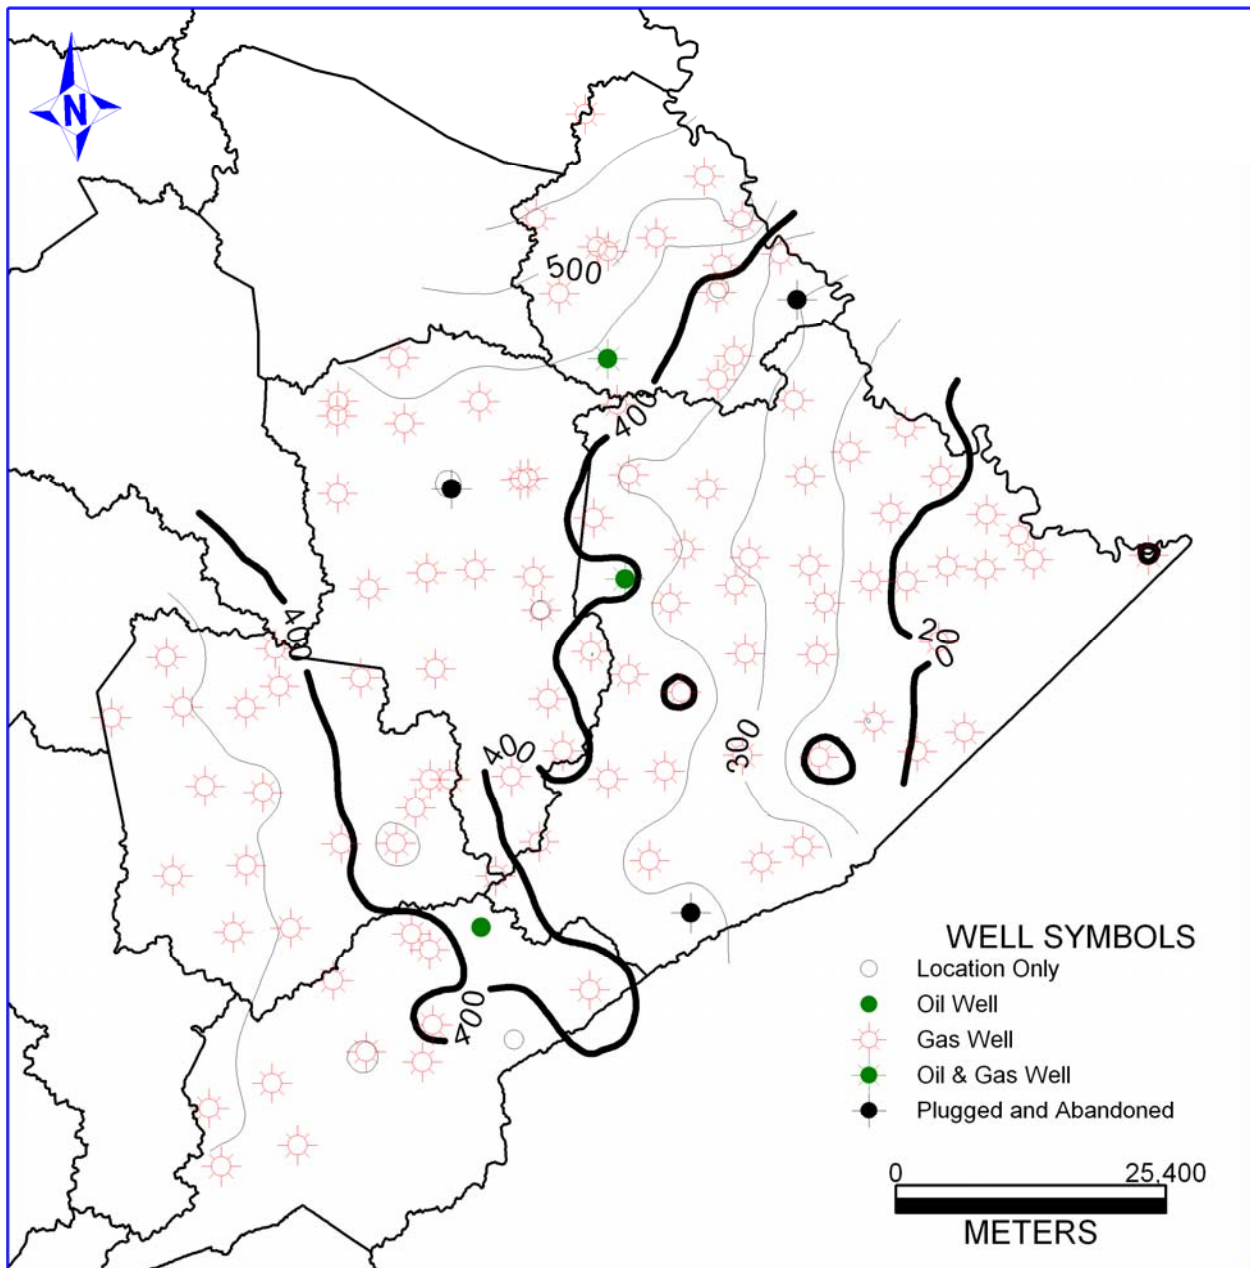 N
500
400
400
200
400
300
400
WELL SYMBOLS
Location Only
Oil Well
Gas Well
Oil & Gas Well
Plugged and Abandoned
0 25,400
METERS